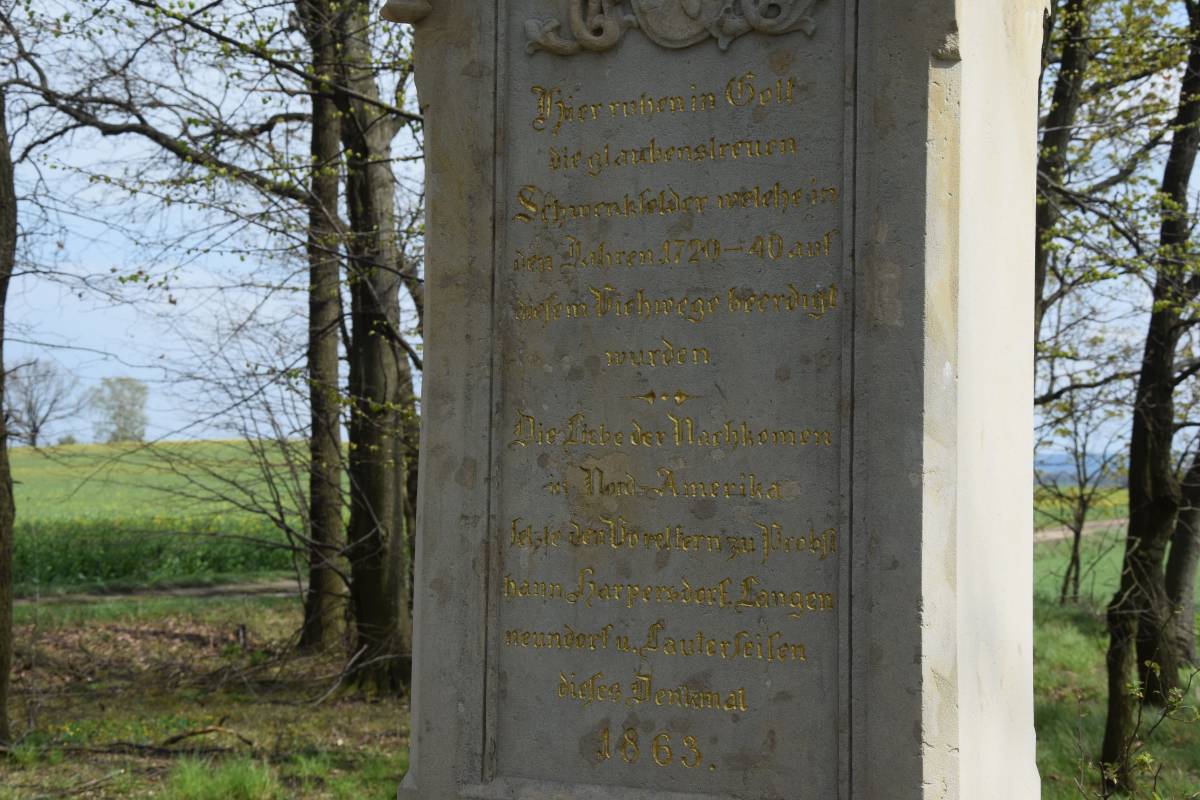 Hier ruhen in Gott
die glaubenstreuen
Schwenkfelder welche in
den Jahren 1720–40 auf
diesem Viehwege beerdigt
wurden.
Die Liebe der Nachkomen
in Nord-Amerika
setzte den Voreltern zu Probst
hann, Harpersdorf, Langen
neundorf u. Lauterseifen
dieses Denkmal
1863.